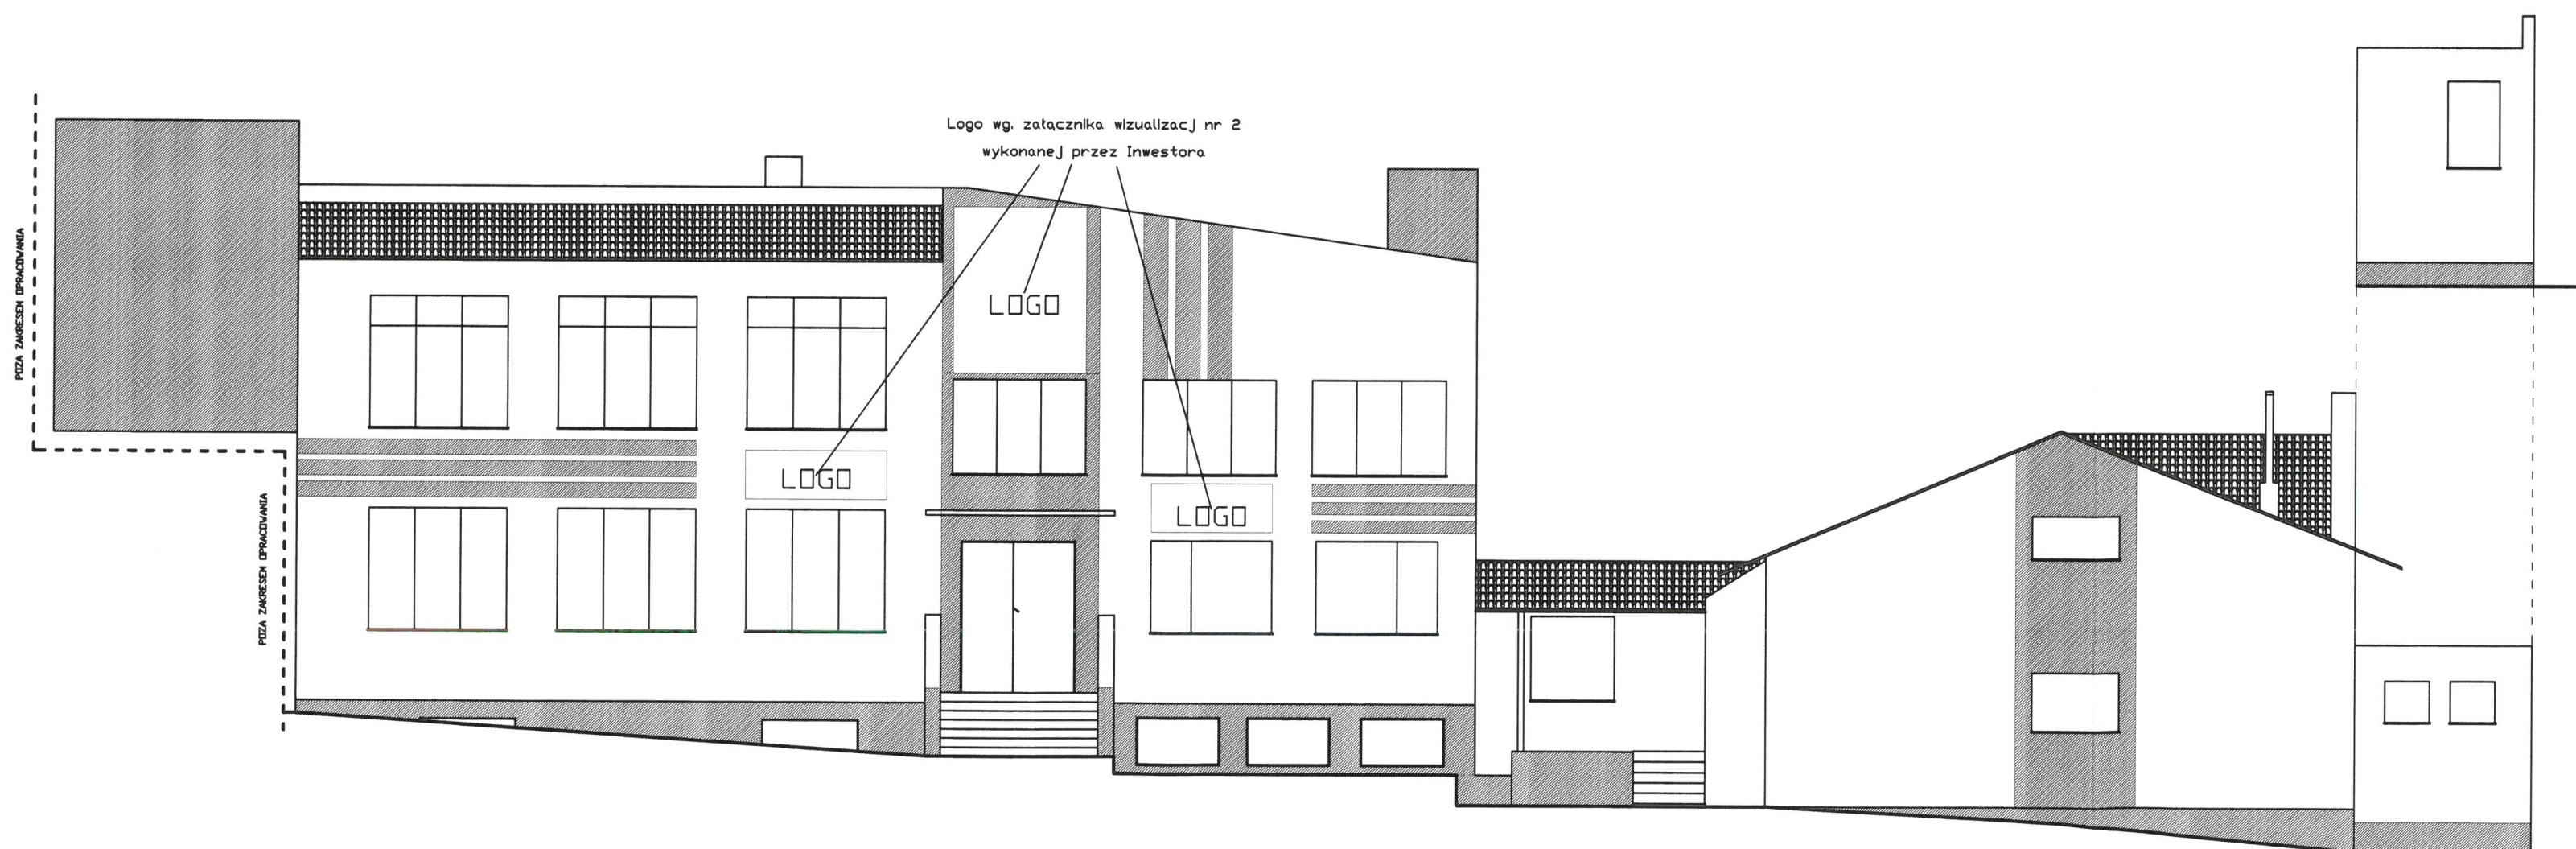 Logo wg. załącznika wizualizacj nr 2
wykonanej przez Inwestora
POZA ZAKRESEM OPRACOWANIA
LOGO
LOGO
LOGO
POZA ZAKRESEM OPRACOWANIA